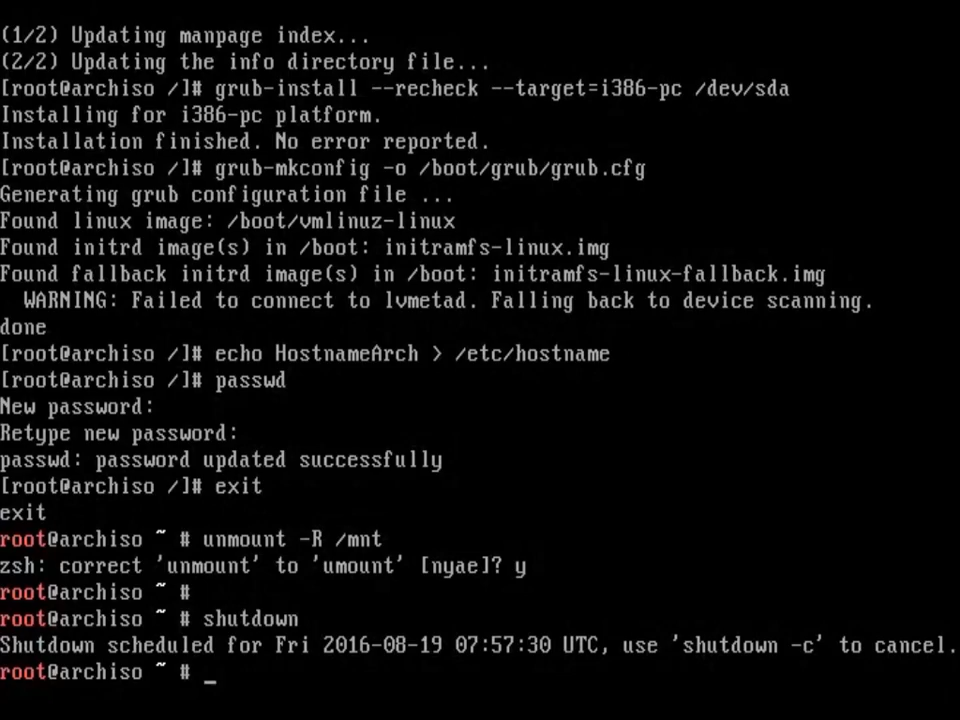 (1/2) Updating manpage index...
(2/2) Updating the info directory file...
[root@archiso /]# grub-install --recheck --target=i386-pc /dev/sda
Installing for i386-pc platform.
Installation finished. No error reported.
[root@archiso /]# grub-mkconfig -o /boot/grub/grub.cfg
Generating grub configuration file ...
Found linux image: /boot/vmlinuz-linux
Found initrd image(s) in /boot: initramfs-linux.img
Found fallback initrd image(s) in /boot: initramfs-linux-fallback.img
  WARNING: Failed to connect to lvmetad. Falling back to device scanning.
done
[root@archiso /]# echo HostnameArch > /etc/hostname
[root@archiso /]# passwd
New password:
Retype new password:
passwd: password updated successfully
[root@archiso /]# exit
exit
root@archiso ~ # unmount -R /mnt
zsh: correct 'unmount' to 'umount' [nyae]? y
root@archiso ~ #
root@archiso ~ # shutdown
Shutdown scheduled for Fri 2016-08-19 07:57:30 UTC, use 'shutdown -c' to cancel.
root@archiso ~ # _